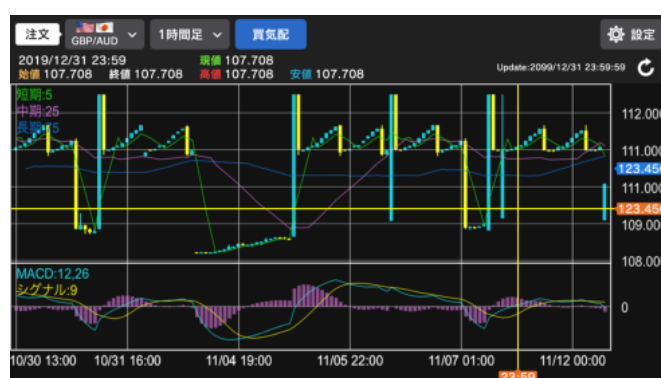 注文 GBP/AUD 1時間足 買気配 設定
2019/12/31 23:59 現値 107.708 Update:2099/12/31 23:59:59
始値 107.708 終値 107.708 高値 107.708 安値 107.708
短期:5
中期:25
長期:75
112.000
111.000
123.456
111.000
123.456
109.00
108.00
MACD:12,26
シグナル:9
0
10/30 13:00 10/31 16:00 11/04 19:00 11/05 22:00 11/07 01:00 11/12 00:00
23:59